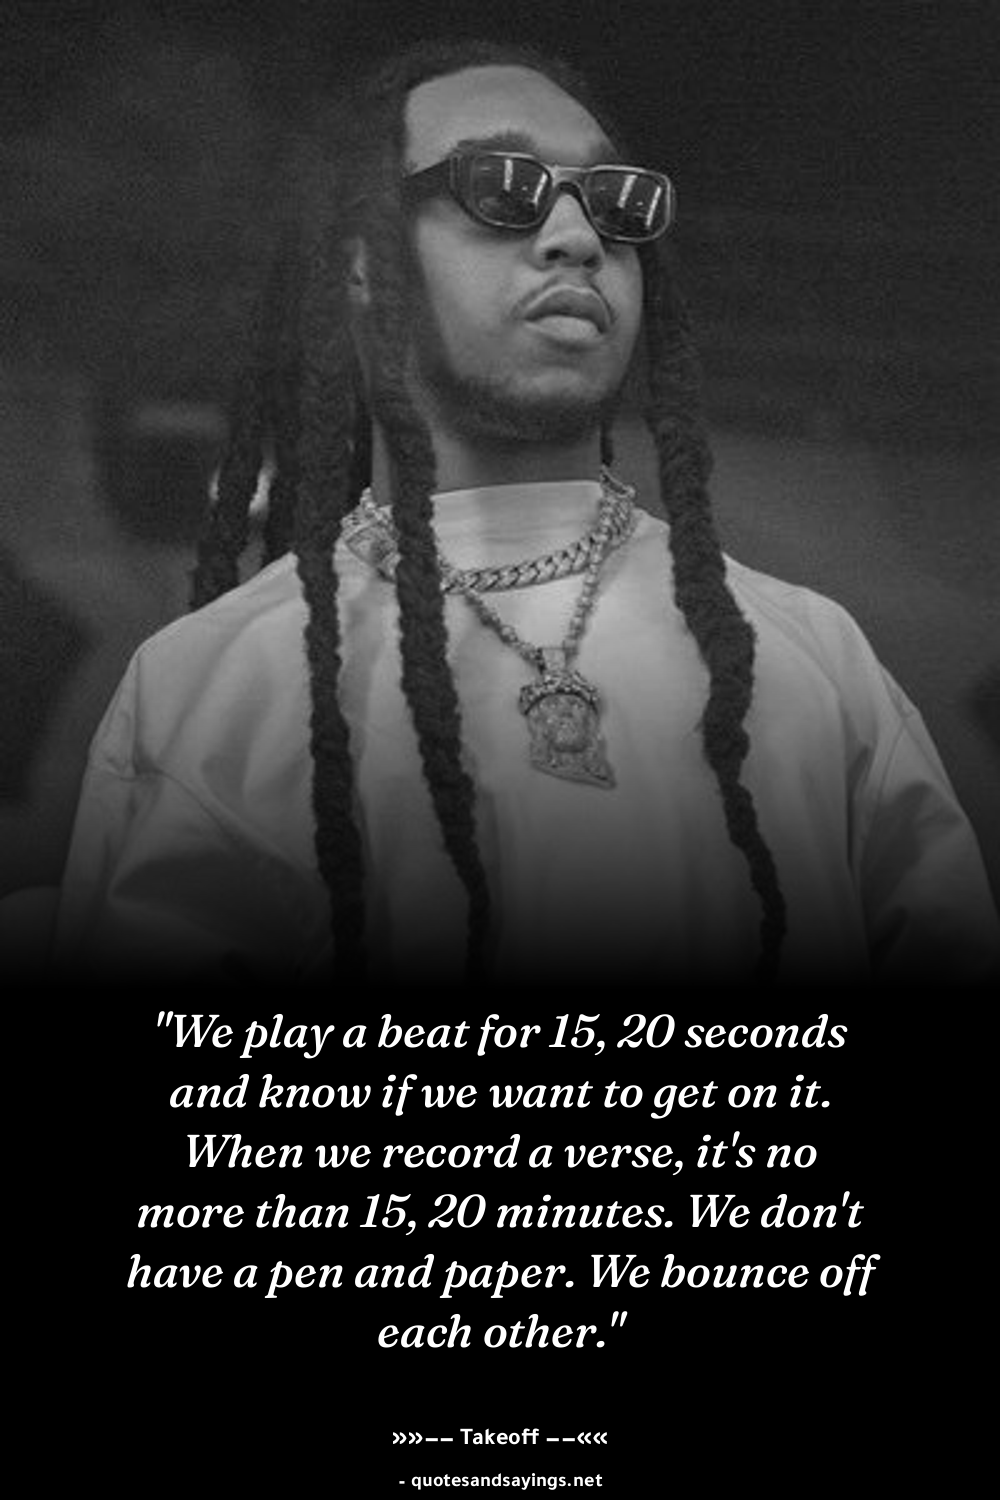 "We play a beat for 15, 20 seconds
and know if we want to get on it.
When we record a verse, it's no
more than 15, 20 minutes. We don't
have a pen and paper. We bounce off
each other."
»»–– Takeoff ––««
- quotesandsayings.net